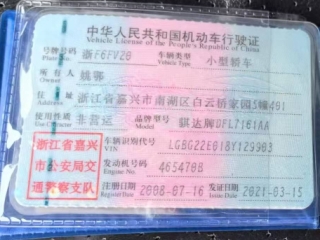 中华人民共和国机动车行驶证
Vehicle License of the People's Republic of China
号牌号码 浙F6FV28 车辆类型 小型轿车
Plate No. Vehicle Type
所有人 姚鄂
Owner
住址 浙江省嘉兴市南湖区白云桥家园5幢491
Address
使用性质 非营运 品牌型号 骐达牌DFL7161AA
Use Character Model
浙江省嘉兴
市公安局交
通警察支队
车辆识别代号 LGBG22E018Y129903
VIN
发动机号码 465470B
Engine No.
注册日期 2008-07-16 发证日期 2021-03-15
Register Date Issue Date